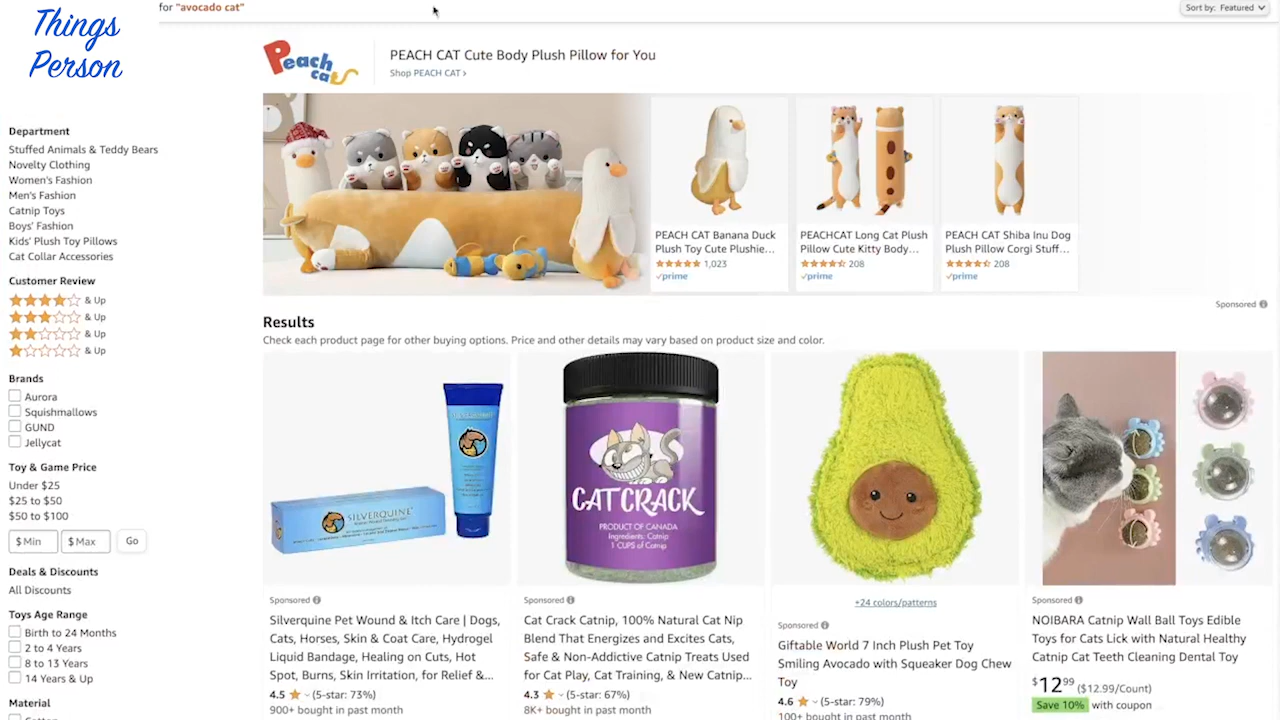 Things
Person
for "avocado cat"
Sort by: Featured
Peach
cat
PEACH CAT Cute Body Plush Pillow for You
Shop PEACH CAT ›
PEACH CAT Banana Duck
Plush Toy Cute Plushie...
1,023
prime
PEACHCAT Long Cat Plush
Pillow Cute Kitty Body...
208
prime
PEACH CAT Shiba Inu Dog
Plush Pillow Corgi Stuff...
208
prime
Sponsored
Department
Stuffed Animals & Teddy Bears
Novelty Clothing
Women's Fashion
Men's Fashion
Catnip Toys
Boys' Fashion
Kids' Plush Toy Pillows
Cat Collar Accessories
Customer Review
& Up
& Up
& Up
& Up
Brands
Aurora
Squishmallows
GUND
Jellycat
Toy & Game Price
Under $25
$25 to $50
$50 to $100
$ Min $ Max Go
Deals & Discounts
All Discounts
Toys Age Range
Birth to 24 Months
2 to 4 Years
8 to 13 Years
14 Years & Up
Material
Results
Check each product page for other buying options. Price and other details may vary based on product size and color.
SILVERQUINE
Sponsored
Silverquine Pet Wound & Itch Care | Dogs,
Cats, Horses, Skin & Coat Care, Hydrogel
Liquid Bandage, Healing on Cuts, Hot
Spot, Burns, Skin Irritation, for Relief &...
4.5 (5-star: 73%)
900+ bought in past month
CAT CRACK
PRODUCT OF CANADA
Ingredients: Catnip
1 CUPS of Catnip
Sponsored
Cat Crack Catnip, 100% Natural Cat Nip
Blend That Energizes and Excites Cats,
Safe & Non-Addictive Catnip Treats Used
for Cat Play, Cat Training, & New Catnip...
4.3 (5-star: 67%)
8K+ bought in past month
+24 colors/patterns
Sponsored
Giftable World 7 Inch Plush Pet Toy
Smiling Avocado with Squeaker Dog Chew
Toy
4.6 (5-star: 79%)
100+ bought in past month
Sponsored
NOIBARA Catnip Wall Ball Toys Edible
Toys for Cats Lick with Natural Healthy
Catnip Cat Teeth Cleaning Dental Toy
$12.99 ($12.99/Count)
Save 10% with coupon